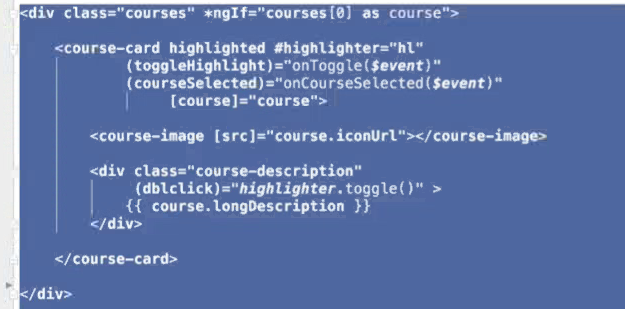 <div class="courses" *ngIf="courses[0] as course">
<course-card highlighted #highlighter="hl"
(toggleHighlight)="onToggle($event)"
(courseSelected)="onCourseSelected($event)"
[course]="course">
<course-image [src]="course.iconUrl"></course-image>
<div class="course-description"
(dblclick)="highlighter.toggle()" >
{{ course.longDescription }}
</div>
</course-card>
</div>